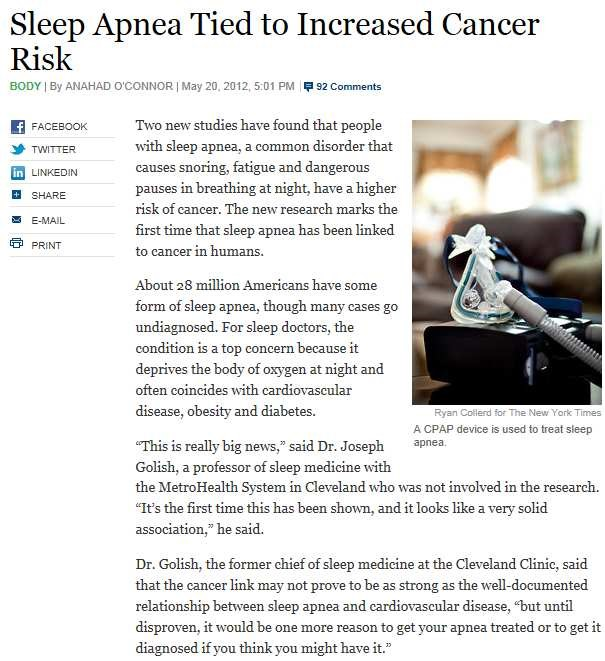 Sleep Apnea Tied to Increased Cancer
Risk
BODY | By ANAHAD O'CONNOR | May 20, 2012, 5:01 PM | 92 Comments
FACEBOOK
TWITTER
LINKEDIN
SHARE
E-MAIL
PRINT
Two new studies have found that people
with sleep apnea, a common disorder that
causes snoring, fatigue and dangerous
pauses in breathing at night, have a higher
risk of cancer. The new research marks the
first time that sleep apnea has been linked
to cancer in humans.
About 28 million Americans have some
form of sleep apnea, though many cases go
undiagnosed. For sleep doctors, the
condition is a top concern because it
deprives the body of oxygen at night and
often coincides with cardiovascular
disease, obesity and diabetes.
Ryan Collerd for The New York Times
A CPAP device is used to treat sleep
apnea.
“This is really big news,” said Dr. Joseph
Golish, a professor of sleep medicine with
the MetroHealth System in Cleveland who was not involved in the research.
“It’s the first time this has been shown, and it looks like a very solid
association,” he said.
Dr. Golish, the former chief of sleep medicine at the Cleveland Clinic, said
that the cancer link may not prove to be as strong as the well-documented
relationship between sleep apnea and cardiovascular disease, “but until
disproven, it would be one more reason to get your apnea treated or to get it
diagnosed if you think you might have it.”